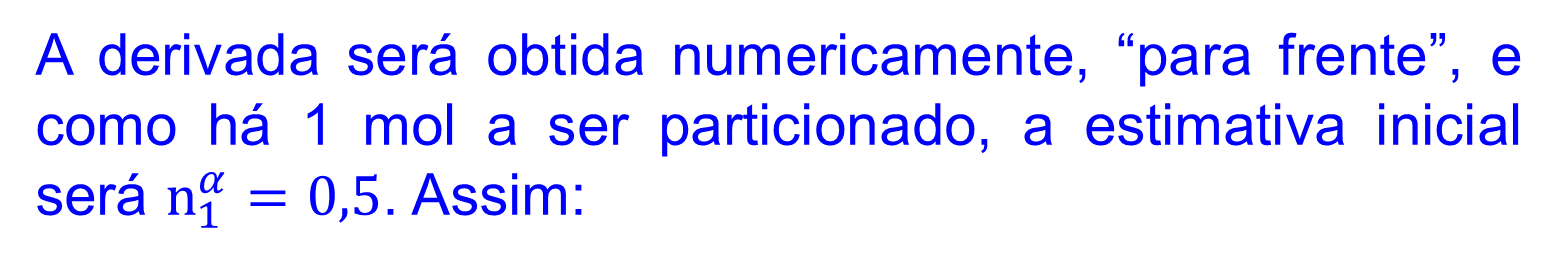 A derivada será obtida numericamente, “para frente”, e
como há 1 mol a ser particionado, a estimativa inicial
será n₁^α = 0,5. Assim: